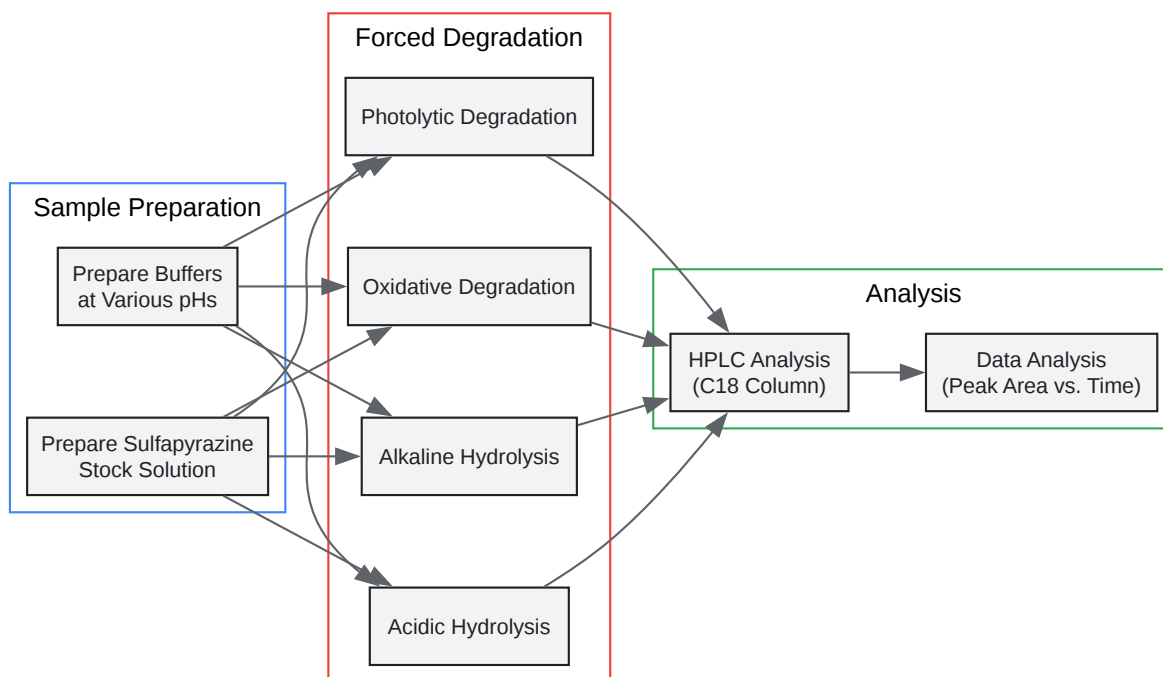 Sample Preparation
Prepare Buffers
at Various pHs
Prepare Sulfapyrazine
Stock Solution
Forced Degradation
Photolytic Degradation
Oxidative Degradation
Alkaline Hydrolysis
Acidic Hydrolysis
Analysis
HPLC Analysis
(C18 Column)
Data Analysis
(Peak Area vs. Time)